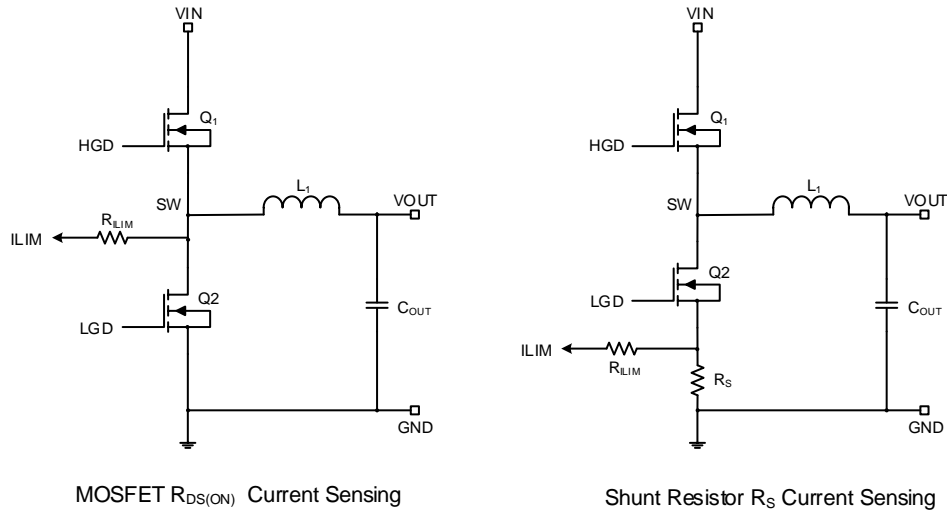 VIN
Q1
HGD
L1
SW
VOUT
RILIM
ILIM
Q2
COUT
LGD
GND
MOSFET RDS(ON) Current Sensing
VIN
Q1
HGD
L1
SW
VOUT
Q2
COUT
LGD
ILIM
RILIM
RS
GND
Shunt Resistor RS Current Sensing